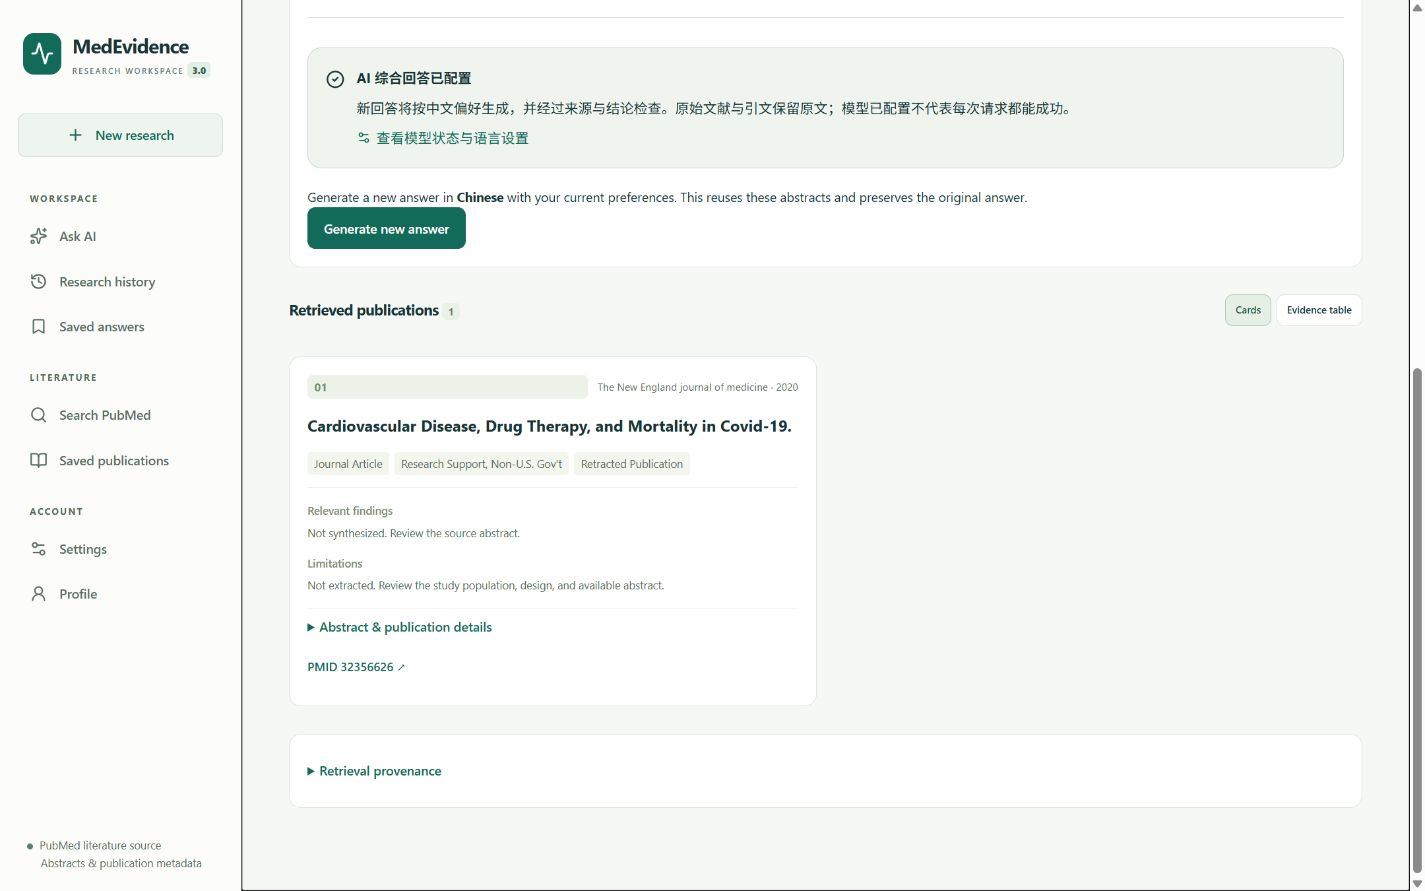 MedEvidence
RESEARCH WORKSPACE 3.0
New research
WORKSPACE
Ask AI
Research history
Saved answers
LITERATURE
Search PubMed
Saved publications
ACCOUNT
Settings
Profile
PubMed literature source
Abstracts & publication metadata
AI 综合回答已配置
新回答将按中文偏好生成，并经过来源与结论检查。原始文献与引文保留原文；模型已配置不代表每次请求都能成功。
查看模型状态与语言设置
Generate a new answer in Chinese with your current preferences. This reuses these abstracts and preserves the original answer.
Generate new answer
Retrieved publications 1
Cards
Evidence table
01
The New England journal of medicine · 2020
Cardiovascular Disease, Drug Therapy, and Mortality in Covid-19.
Journal Article
Research Support, Non-U.S. Gov't
Retracted Publication
Relevant findings
Not synthesized. Review the source abstract.
Limitations
Not extracted. Review the study population, design, and available abstract.
Abstract & publication details
PMID 32356626 ↗
Retrieval provenance